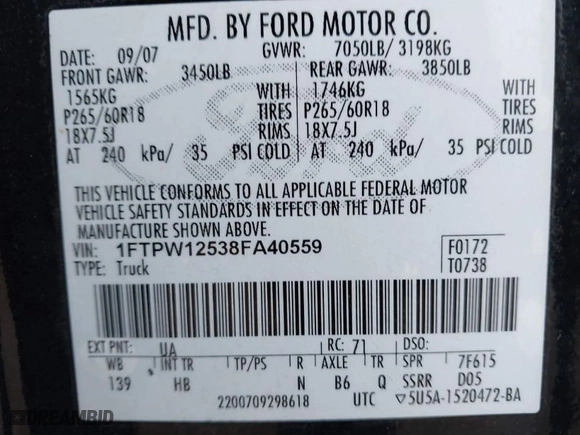 MFD. BY FORD MOTOR CO.
DATE: 09/07 GVWR: 7050LB/ 3198KG
FRONT GAWR: 3450LB REAR GAWR: 3850LB
1565KG WITH 1746KG WITH
P265/60R18 TIRES P265/60R18 TIRES
18X7.5J RIMS 18X7.5J RIMS
AT 240 kPa/ 35 PSI COLD AT 240 kPa/ 35 PSI COLD
THIS VEHICLE CONFORMS TO ALL APPLICABLE FEDERAL MOTOR
VEHICLE SAFETY STANDARDS IN EFFECT ON THE DATE OF
MANUFACTURE SHOWN ABOVE.
VIN: 1FTPW12538FA40559 F0172
TYPE: Truck T0738
EXT PNT: UA RC: 71 DSO:
WB INT TR TP/PS R AXLE TR SPR 7F615
139 HB N B6 Q SSRR D05
2200709298618 UTC ▽5U5A-1520472-BA
Ford
DREAMBID